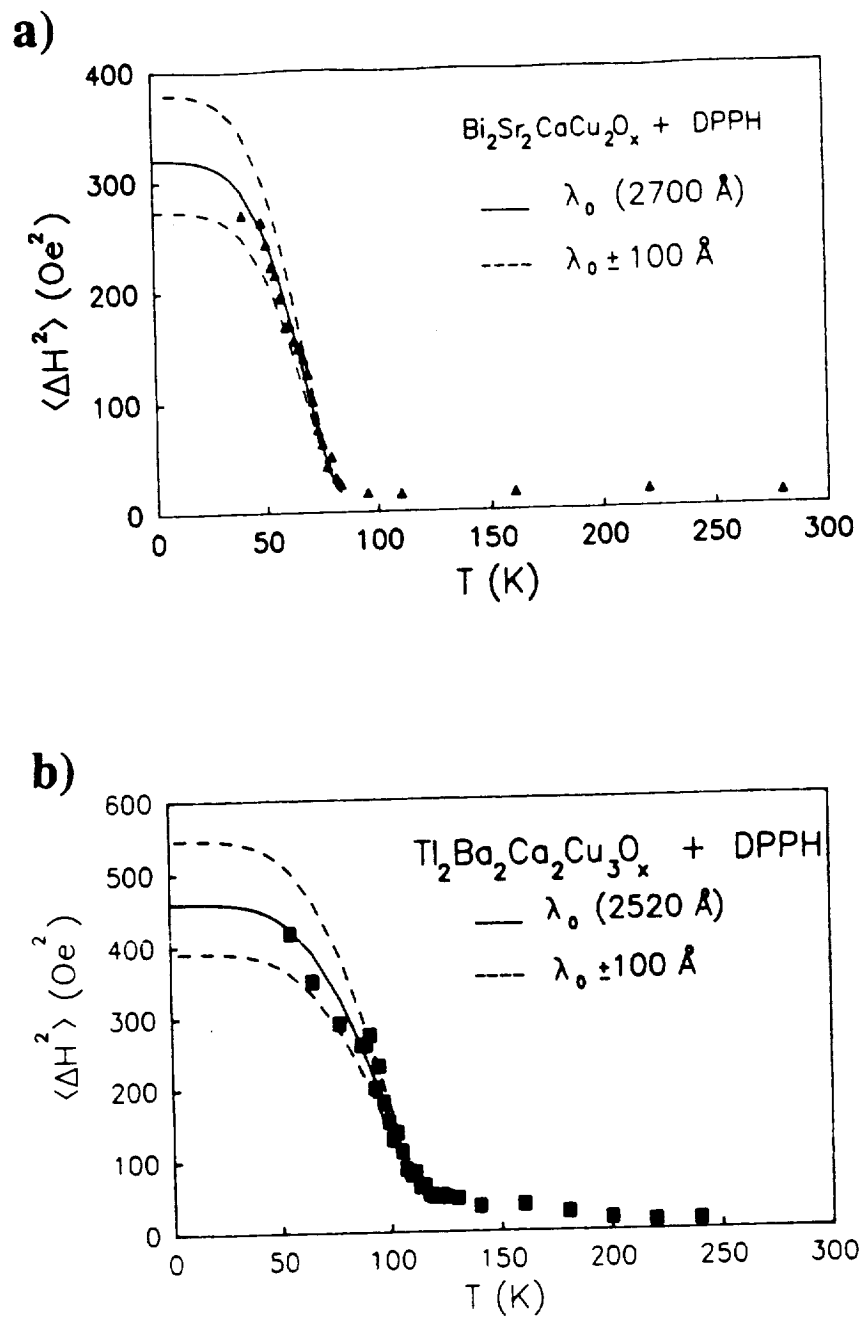 a)
400
300
200
100
0
⟨ΔH²⟩ (Oe²)
Bi₂Sr₂CaCu₂Oₓ + DPPH
λ₀ (2700 Å)
λ₀ ± 100 Å
0 50 100 150 200 250 300
T (K)
b)
600
500
400
300
200
100
0
⟨ΔH²⟩ (Oe²)
Tl₂Ba₂Ca₂Cu₃Oₓ + DPPH
λ₀ (2520 Å)
λ₀ ±100 Å
0 50 100 150 200 250 300
T (K)